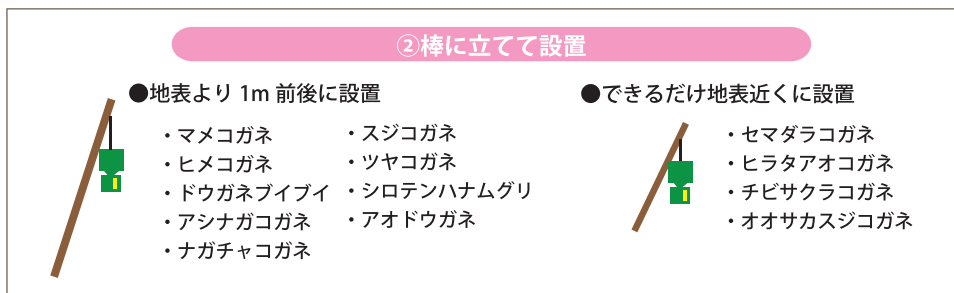 ②棒に立てて設置
●地表より 1m 前後に設置
・マメコガネ
・ヒメコガネ
・ドウガネブイブイ
・アシナガコガネ
・ナガチャコガネ
・スジコガネ
・ツヤコガネ
・シロテンハナムグリ
・アオドウガネ
●できるだけ地表近くに設置
・セマダラコガネ
・ヒラタアオコガネ
・チビサクラコガネ
・オオサカスジコガネ